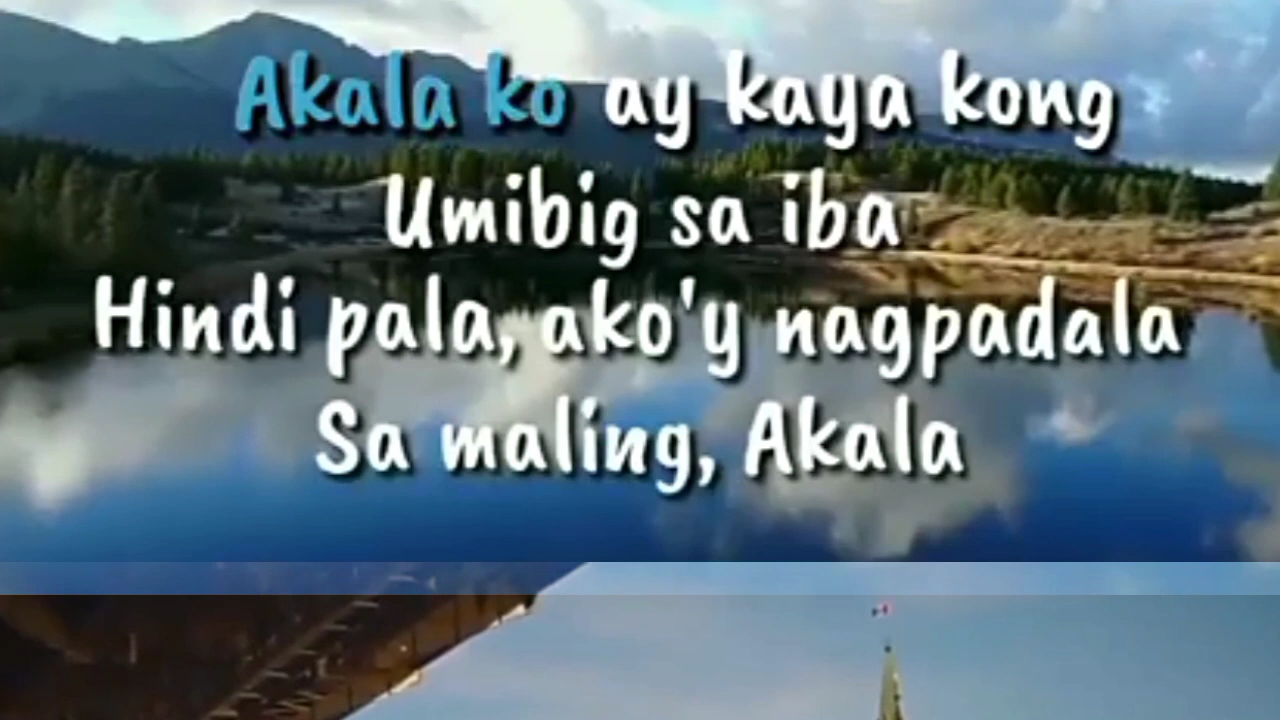 Akala ko ay kaya kong
Umibig sa iba
Hindi pala, ako'y nagpadala
Sa maling, Akala